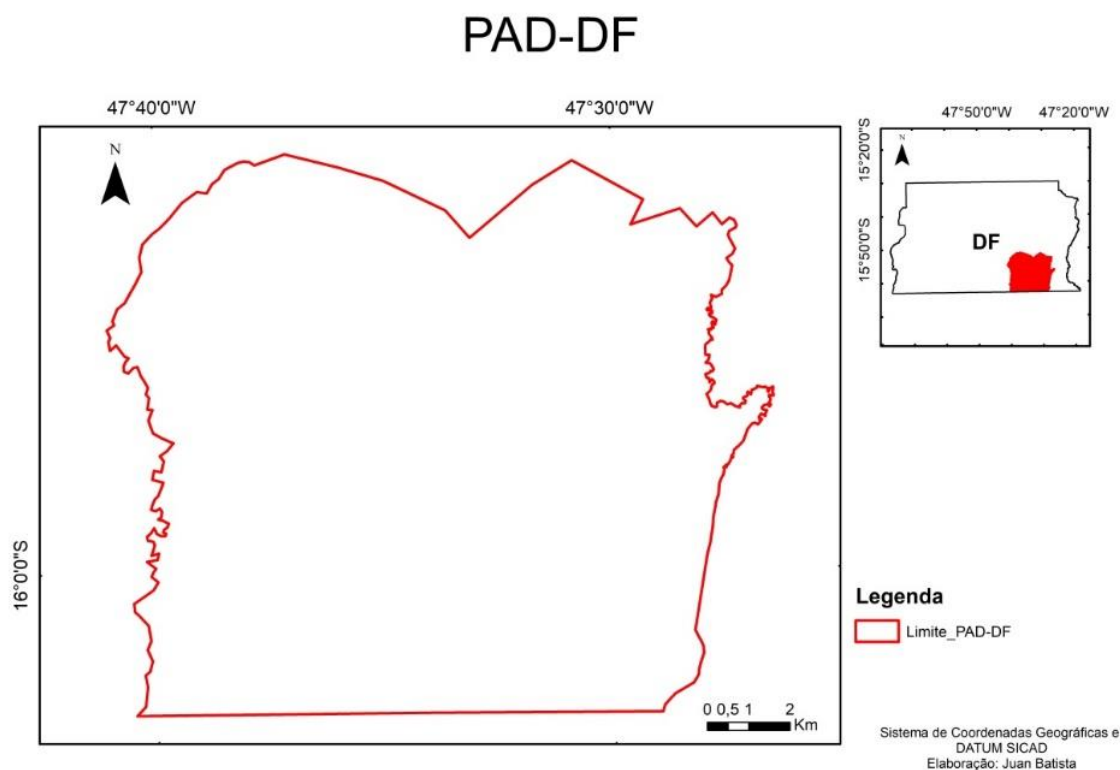 PAD-DF
47°40'0"W 47°30'0"W
N
16°0'0"S
0 0,5 1 2
Km
47°50'0"W 47°20'0"W
15°20'0"S
N
15°50'0"S
DF
Legenda
Limite_PAD-DF
Sistema de Coordenadas Geográficas e
DATUM SICAD
Elaboração: Juan Batista